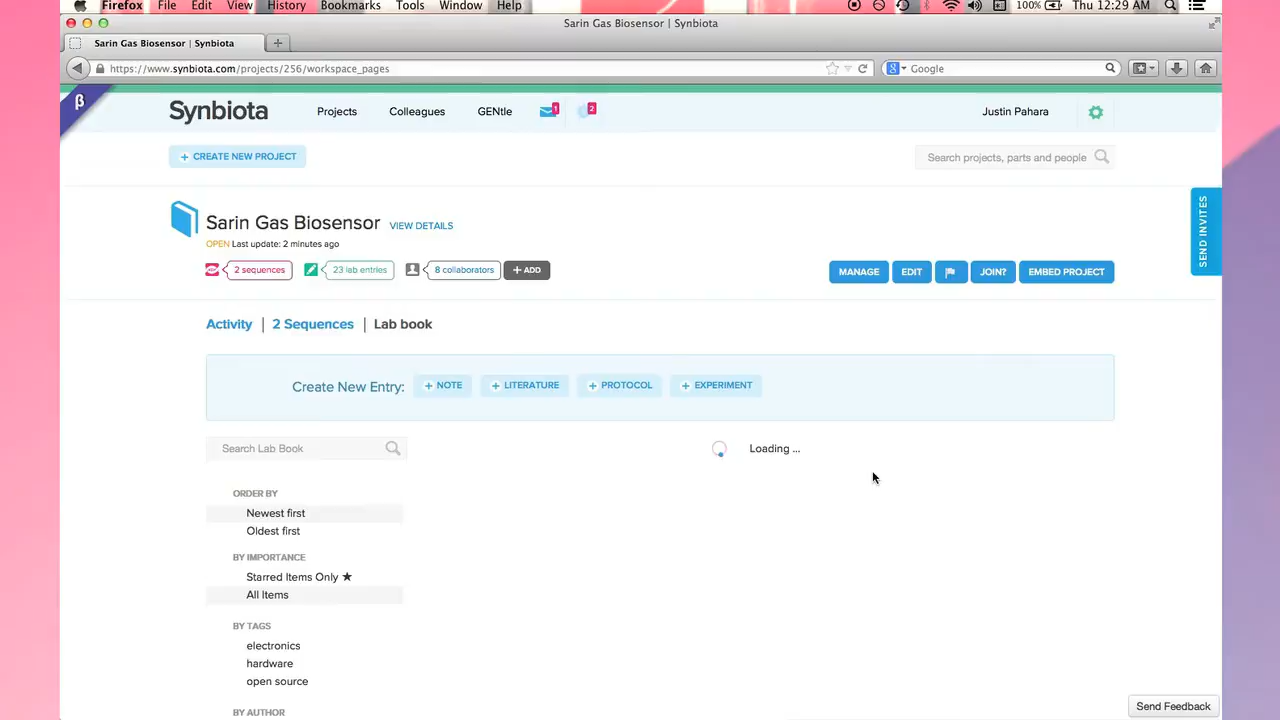 Firefox File Edit View History Bookmarks Tools Window Help 100% Thu 12:29 AM
Sarin Gas Biosensor | Synbiota
Sarin Gas Biosensor | Synbiota
https://www.synbiota.com/projects/256/workspace_pages Google
β
Synbiota Projects Colleagues GENtle 1 2 Justin Pahara
+ CREATE NEW PROJECT Search projects, parts and people
SEND INVITES
Sarin Gas Biosensor VIEW DETAILS
OPEN Last update: 2 minutes ago
2 sequences 23 lab entries 8 collaborators + ADD MANAGE EDIT JOIN? EMBED PROJECT
Activity | 2 Sequences | Lab book
Create New Entry: + NOTE + LITERATURE + PROTOCOL + EXPERIMENT
Search Lab Book Loading ...
ORDER BY
Newest first
Oldest first
BY IMPORTANCE
Starred Items Only ★
All Items
BY TAGS
electronics
hardware
open source
BY AUTHOR
Send Feedback